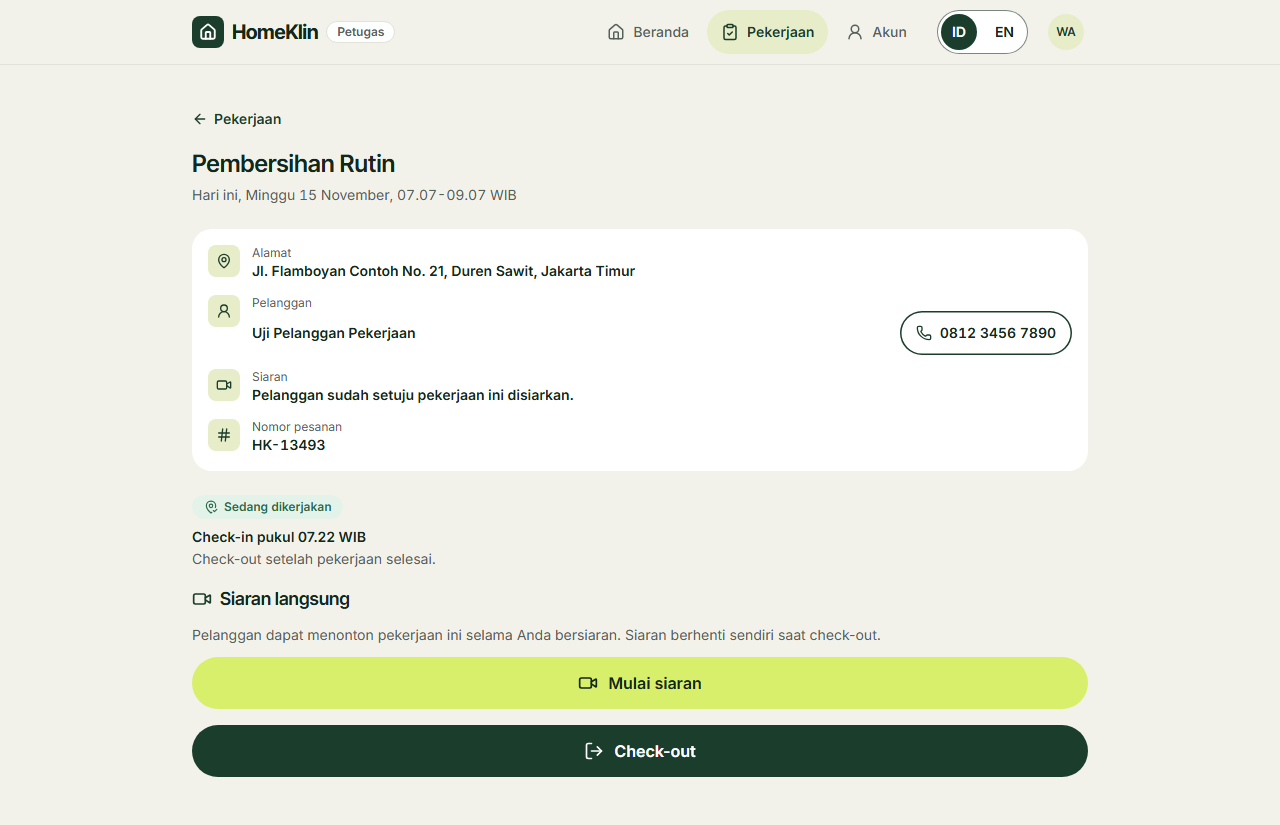 HomeKlin Petugas Beranda Pekerjaan Akun ID EN WA
Pekerjaan
Pembersihan Rutin
Hari ini, Minggu 15 November, 07.07-09.07 WIB
Alamat
Jl. Flamboyan Contoh No. 21, Duren Sawit, Jakarta Timur
Pelanggan
Uji Pelanggan Pekerjaan 0812 3456 7890
Siaran
Pelanggan sudah setuju pekerjaan ini disiarkan.
Nomor pesanan
HK-13493
Sedang dikerjakan
Check-in pukul 07.22 WIB
Check-out setelah pekerjaan selesai.
Siaran langsung
Pelanggan dapat menonton pekerjaan ini selama Anda bersiaran. Siaran berhenti sendiri saat check-out.
Mulai siaran
Check-out